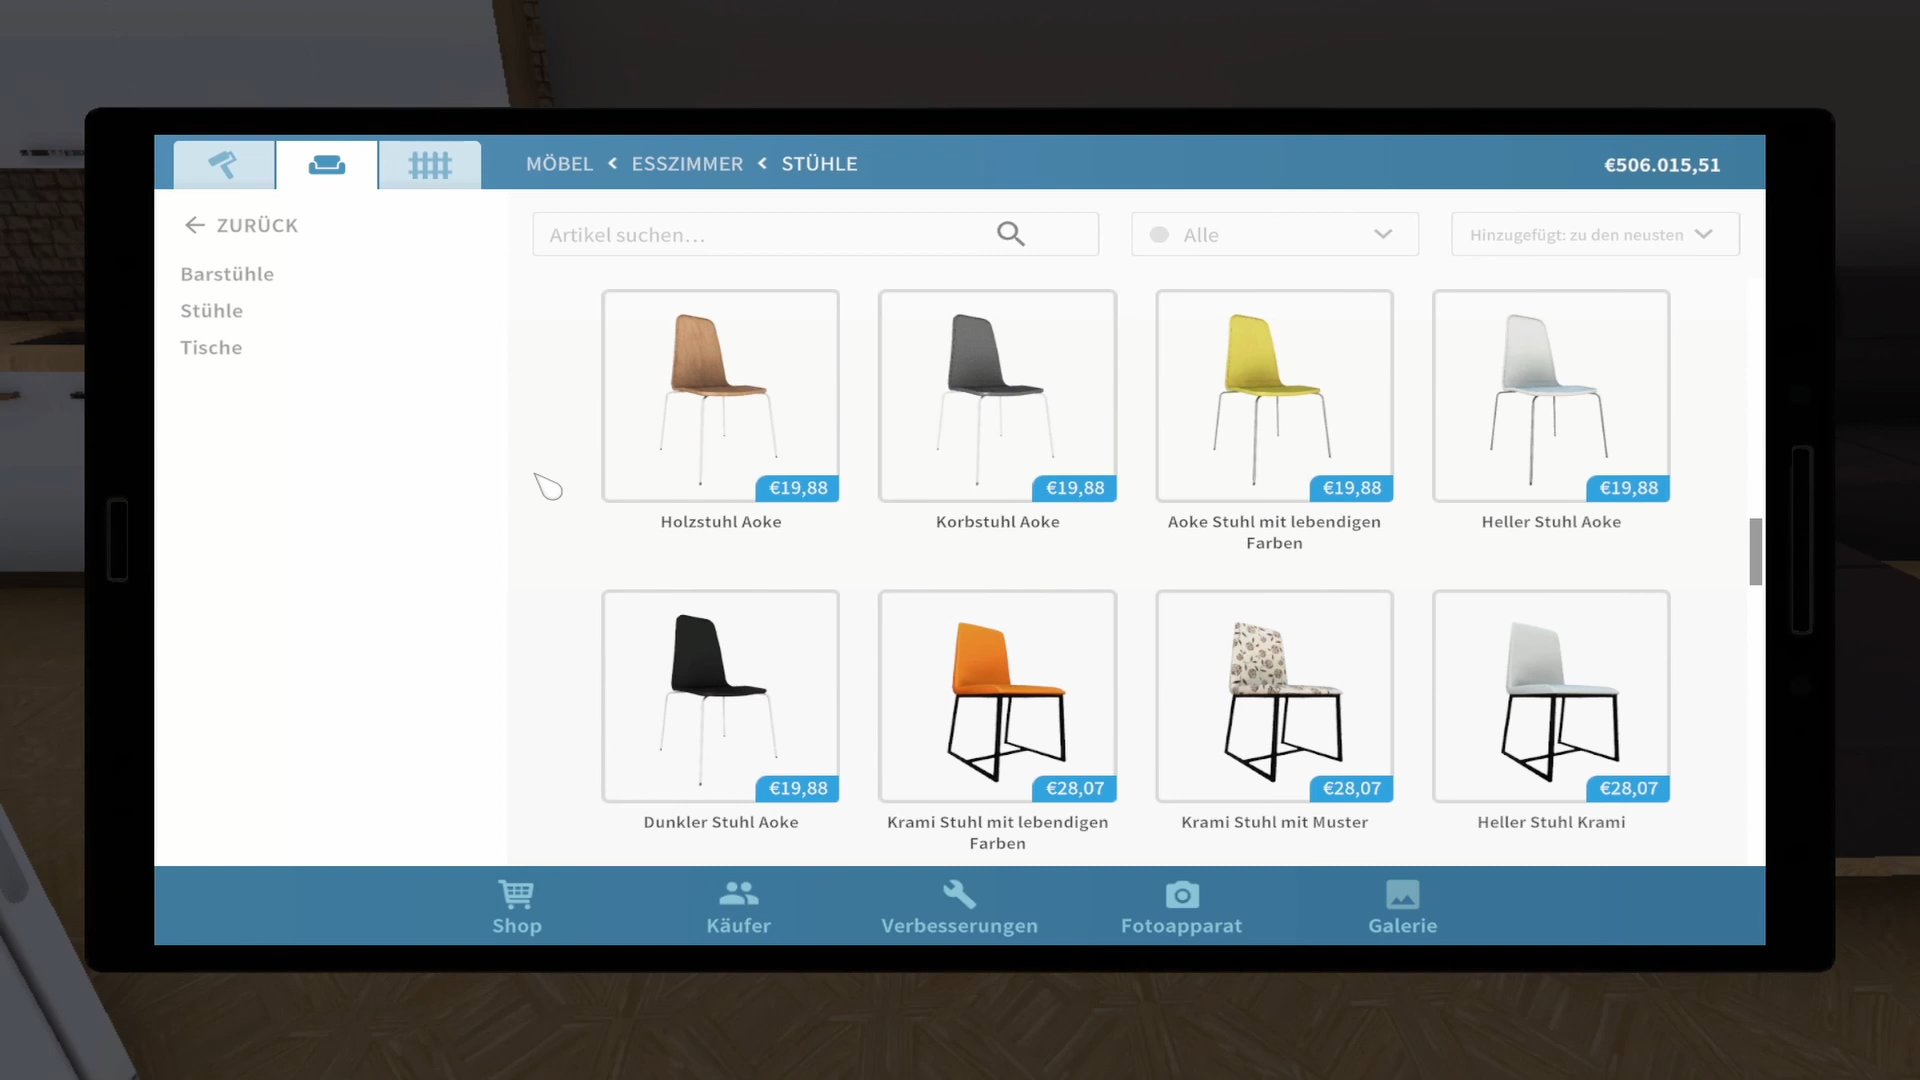 MÖBEL < ESSZIMMER < STÜHLE
€506.015,51
ZURÜCK
Barstühle
Stühle
Tische
Artikel suchen...
Alle
Hinzugefügt: zu den neusten
€19,88
€19,88
€19,88
€19,88
Holzstuhl Aoke
Korbstuhl Aoke
Aoke Stuhl mit lebendigen
Farben
Heller Stuhl Aoke
€19,88
€28,07
€28,07
€28,07
Dunkler Stuhl Aoke
Krami Stuhl mit lebendigen
Farben
Krami Stuhl mit Muster
Heller Stuhl Krami
Shop
Käufer
Verbesserungen
Fotoapparat
Galerie